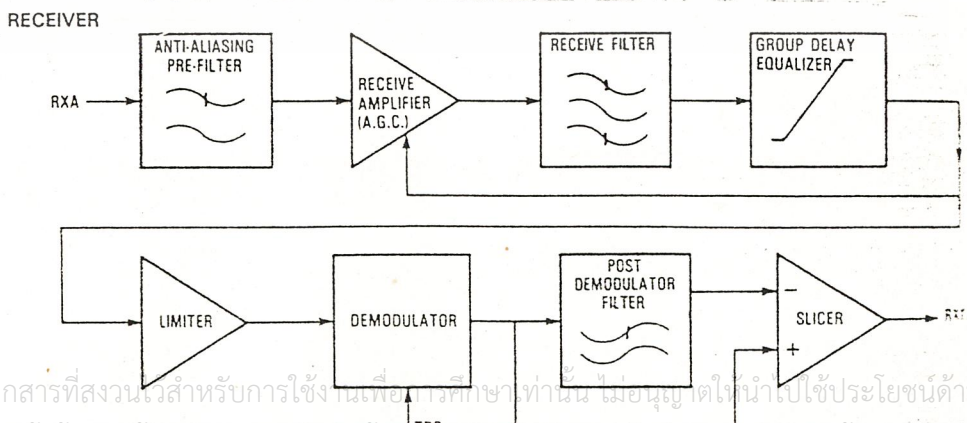 RECEIVER
ANTI-ALIASING
PRE-FILTER
RXA
RECEIVE
AMPLIFIER
(A.G.C.)
RECEIVE FILTER
GROUP DELAY
EQUALIZER
LIMITER
DEMODULATOR
POST
DEMODULATOR
FILTER
−
+
SLICER
กสารที่สงวนไว้สำหรับการใช้งานเพื่อการศึกษาเท่านั้น ไม่อนุญาตให้นำไปใช้ประโยชน์ด้า